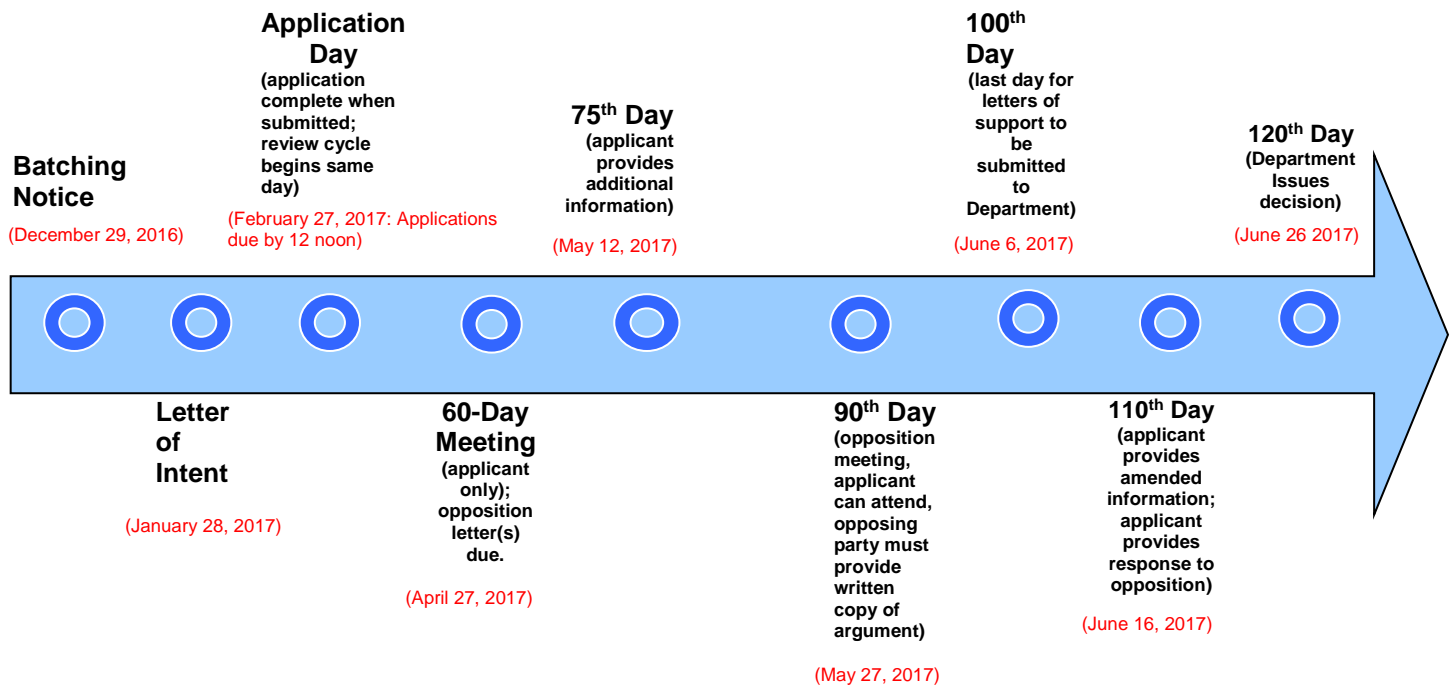 Batching
Notice
(December 29, 2016)
Letter
of
Intent
(January 28, 2017)
Application
Day
(application
complete when
submitted;
review cycle
begins same
day)
(February 27, 2017: Applications
due by 12 noon)
60-Day
Meeting
(applicant
only);
opposition
letter(s)
due.
(April 27, 2017)
75th Day
(applicant
provides
additional
information)
(May 12, 2017)
90th Day
(opposition
meeting,
applicant
can attend,
opposing
party must
provide
written
copy of
argument)
(May 27, 2017)
100th
Day
(last day for
letters of
support to
be
submitted
to
Department)
(June 6, 2017)
110th Day
(applicant
provides
amended
information;
applicant
provides
response to
opposition)
(June 16, 2017)
120th Day
(Department
Issues
decision)
(June 26 2017)